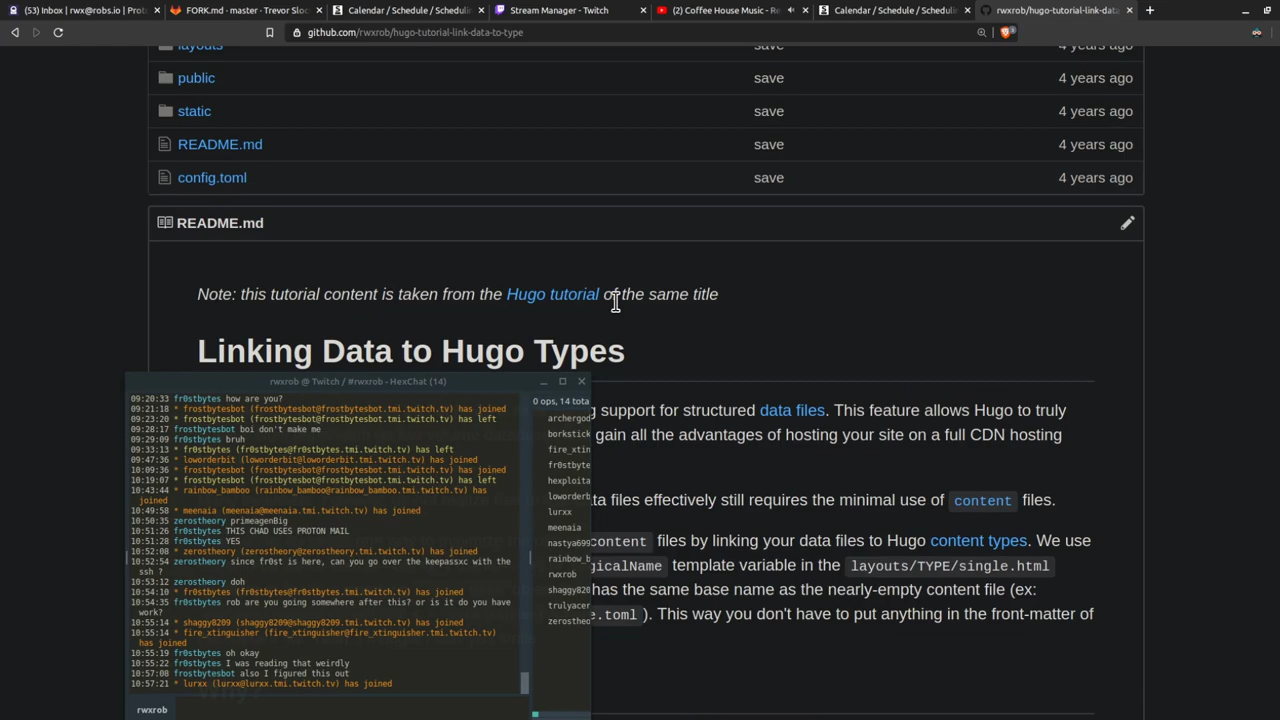 (53) Inbox | rwx@robs.io | Prot
FORK.md · master · Trevor Sloc
Calendar / Schedule / Schedul
Stream Manager - Twitch
(2) Coffee House Music - Re
Calendar / Schedule / Schedul
rwxrob/hugo-tutorial-link-data
github.com/rwxrob/hugo-tutorial-link-data-to-type
layouts save 4 years ago
public save 4 years ago
static save 4 years ago
README.md save 4 years ago
config.toml save 4 years ago
README.md
Note: this tutorial content is taken from the Hugo tutorial of the same title
Linking Data to Hugo Types
g support for structured data files. This feature allows Hugo to truly
gain all the advantages of hosting your site on a full CDN hosting
ta files effectively still requires the minimal use of content files.
content files by linking your data files to Hugo content types. We use
gicalName template variable in the layouts/TYPE/single.html
has the same base name as the nearly-empty content file (ex:
e.toml). This way you don't have to put anything in the front-matter of
rwxrob @ Twitch / #rwxrob - HexChat (14)
09:20:33 fr0stbytes how are you?
09:21:18 * frostbytesbot (frostbytesbot@frostbytesbot.tmi.twitch.tv) has joined
09:23:20 * frostbytesbot (frostbytesbot@frostbytesbot.tmi.twitch.tv) has left
09:28:17 frostbytesbot boi don't make me
09:29:09 fr0stbytes bruh
09:33:13 * fr0stbytes (fr0stbytes@fr0stbytes.tmi.twitch.tv) has left
09:47:36 * loworderbit (loworderbit@loworderbit.tmi.twitch.tv) has joined
10:09:36 * frostbytesbot (frostbytesbot@frostbytesbot.tmi.twitch.tv) has joined
10:19:07 * frostbytesbot (frostbytesbot@frostbytesbot.tmi.twitch.tv) has left
10:43:44 * rainbow_bamboo (rainbow_bamboo@rainbow_bamboo.tmi.twitch.tv) has
joined
10:49:58 * meenaia (meenaia@meenaia.tmi.twitch.tv) has joined
10:50:35 zerostheory primeagenBig
10:51:26 fr0stbytes THIS CHAD USES PROTON MAIL
10:51:28 fr0stbytes YES
10:52:08 * zerostheory (zerostheory@zerostheory.tmi.twitch.tv) has joined
10:52:54 zerostheory since fr0st is here, can you go over the keepassxc with the
ssh ?
10:53:12 zerostheory doh
10:54:10 * fr0stbytes (fr0stbytes@fr0stbytes.tmi.twitch.tv) has joined
10:54:35 fr0stbytes rob are you going somewhere after this? or is it do you have
work?
10:55:14 * shaggy8209 (shaggy8209@shaggy8209.tmi.twitch.tv) has joined
10:55:14 * fire_xtinguisher (fire_xtinguisher@fire_xtinguisher.tmi.twitch.tv)
has joined
10:55:19 fr0stbytes oh okay
10:55:22 fr0stbytes I was reading that weirdly
10:57:08 frostbytesbot also I figured this out
10:57:21 * lurxx (lurxx@lurxx.tmi.twitch.tv) has joined
0 ops, 14 tota
archergod
borkstick
fire_xtin
fr0stbyte
hexploita
loworderb
lurxx
meenaia
nastya699
rainbow_b
rwxrob
shaggy820
trulyacer
zerostheo
rwxrob